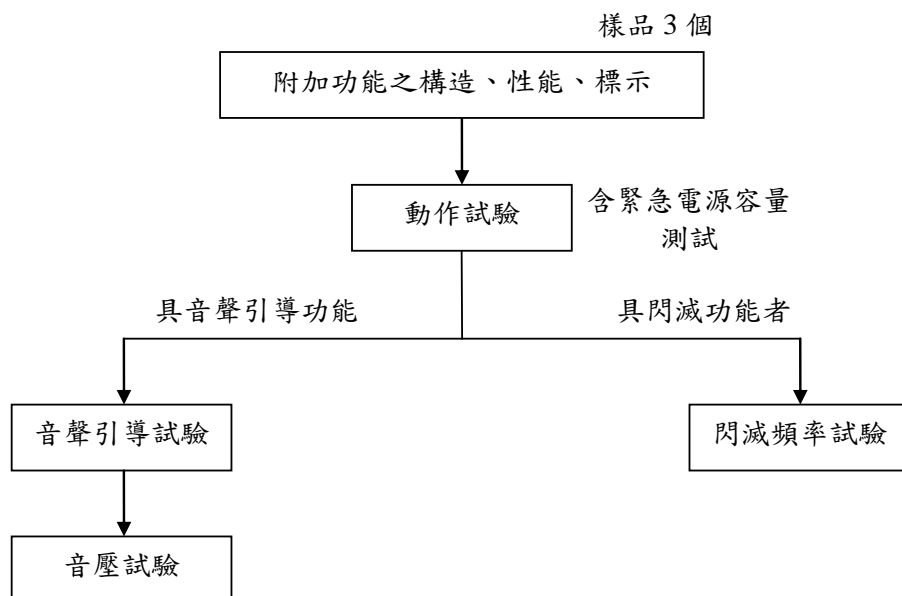 樣品 3 個
附加功能之構造、性能、標示
動作試驗
含緊急電源容量
測試
具音聲引導功能
具閃滅功能者
音聲引導試驗
閃滅頻率試驗
音壓試驗